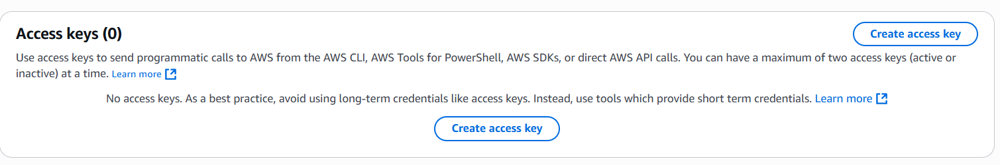 Access keys (0)
Create access key
Use access keys to send programmatic calls to AWS from the AWS CLI, AWS Tools for PowerShell, AWS SDKs, or direct AWS API calls. You can have a maximum of two access keys (active or
inactive) at a time. Learn more
No access keys. As a best practice, avoid using long-term credentials like access keys. Instead, use tools which provide short term credentials. Learn more
Create access key